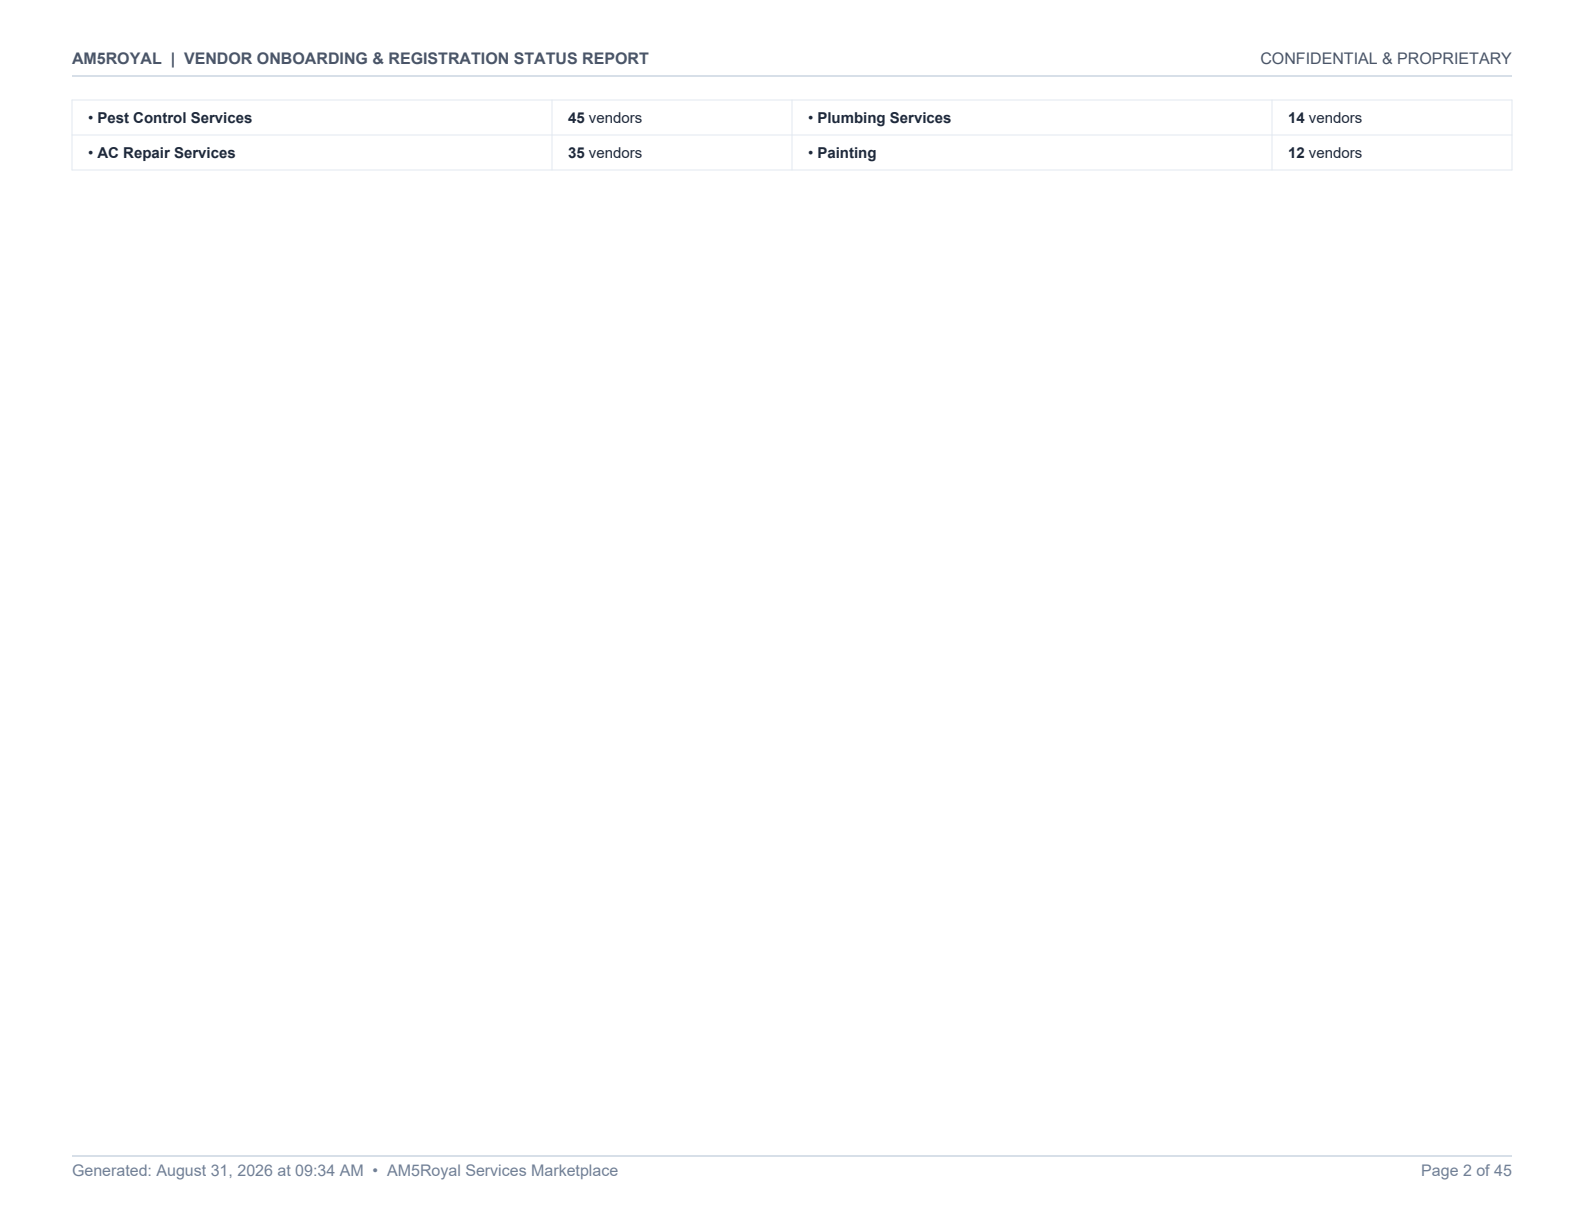 AM5ROYAL | VENDOR ONBOARDING & REGISTRATION STATUS REPORT CONFIDENTIAL & PROPRIETARY
• Pest Control Services 45 vendors • Plumbing Services 14 vendors
• AC Repair Services 35 vendors • Painting 12 vendors
Generated: August 31, 2026 at 09:34 AM • AM5Royal Services Marketplace Page 2 of 45